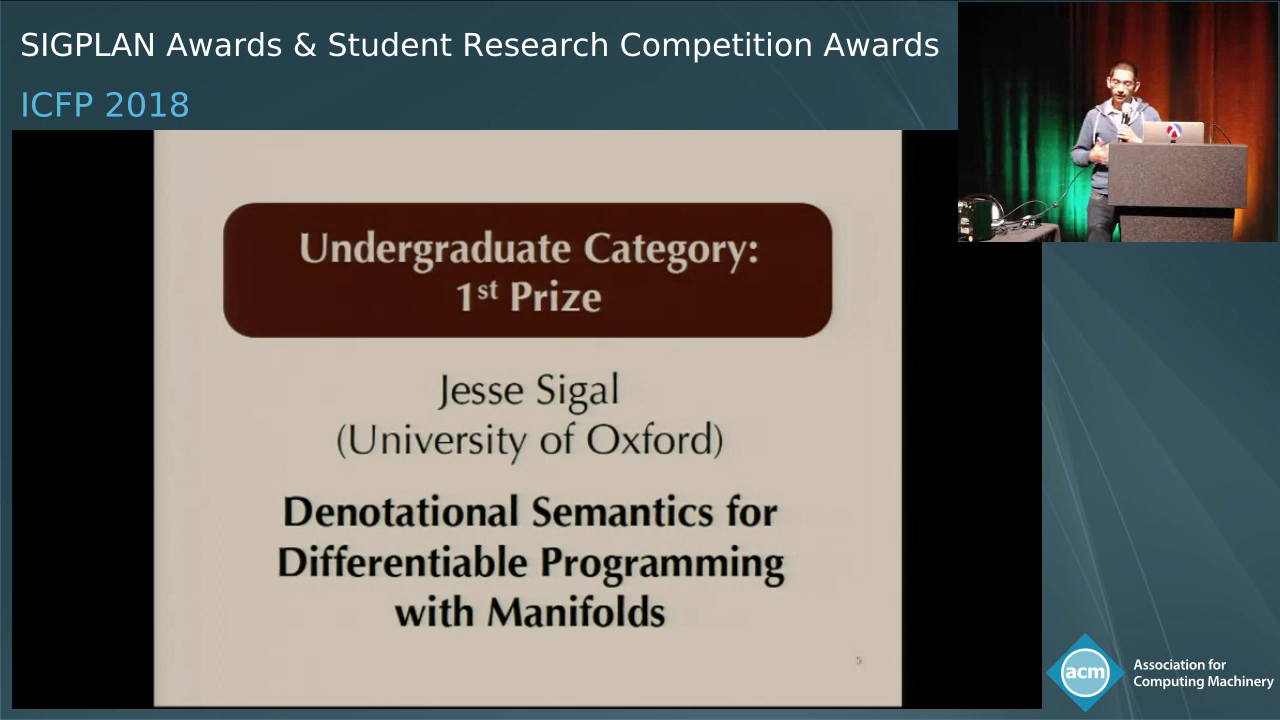 SIGPLAN Awards & Student Research Competition Awards
ICFP 2018
Undergraduate Category:
1st Prize
Jesse Sigal
(University of Oxford)
Denotational Semantics for
Differentiable Programming
with Manifolds
5
acm
Association for
Computing Machinery